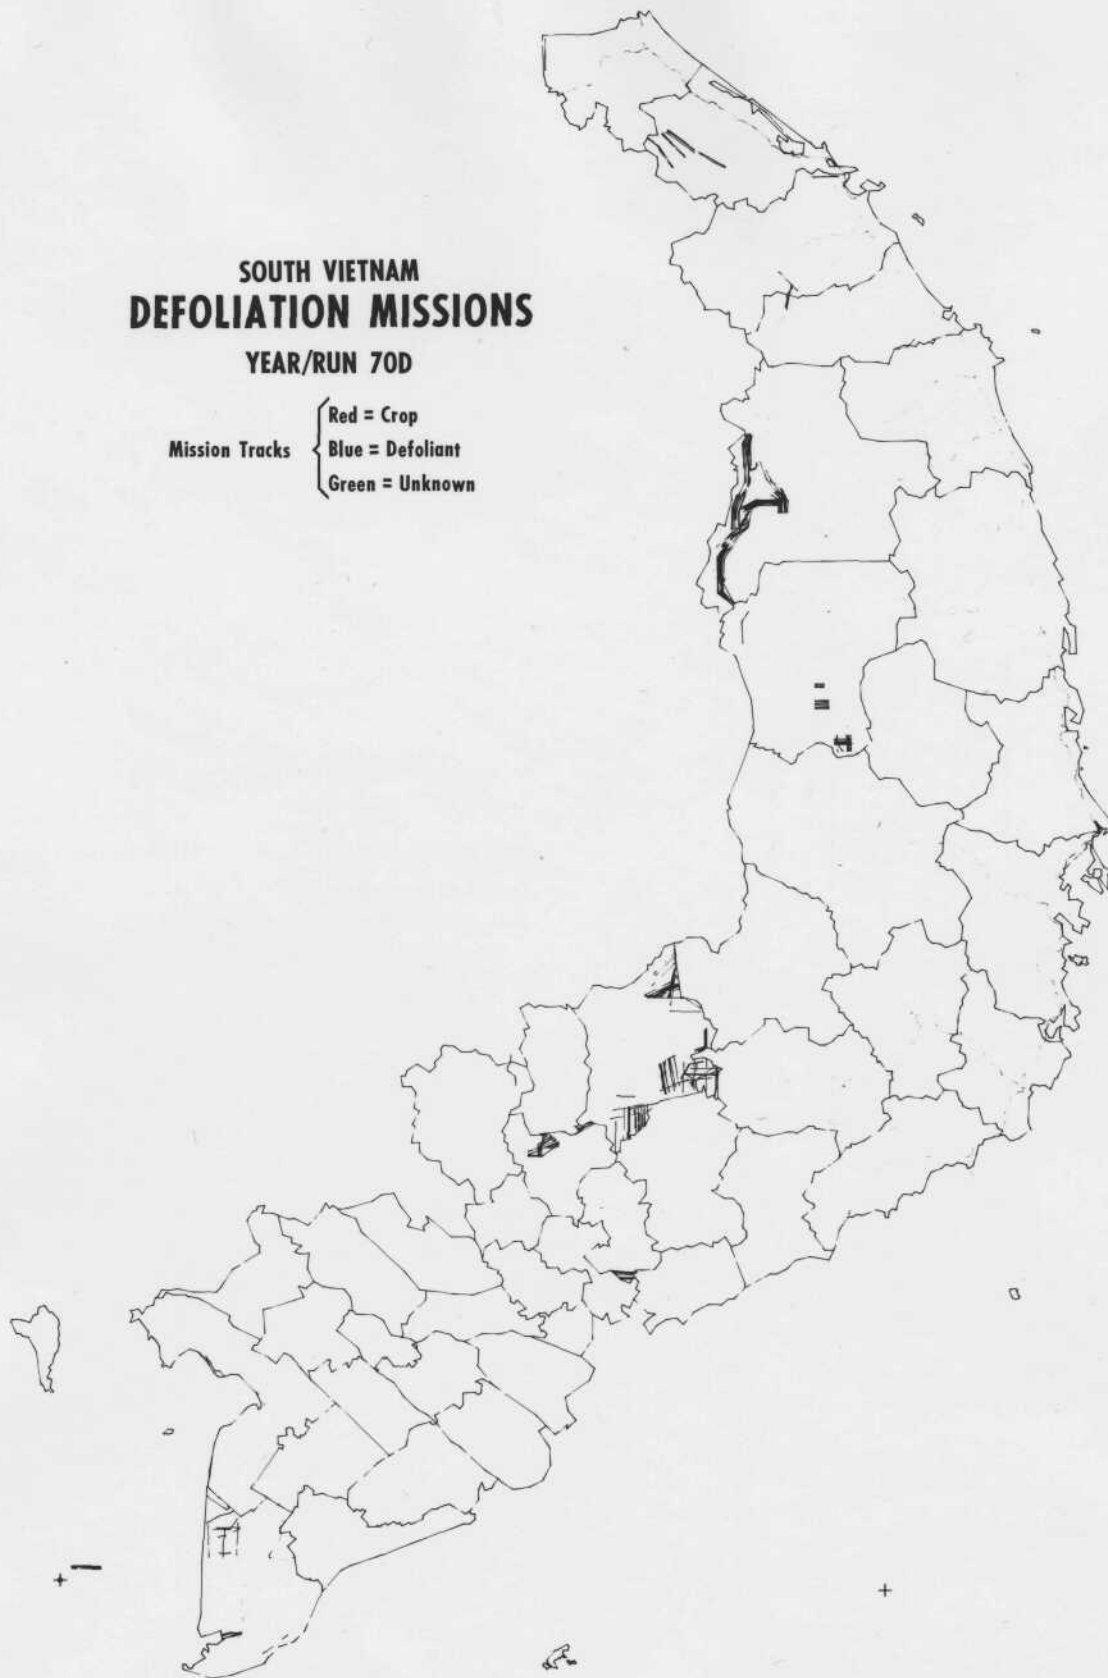 SOUTH VIETNAM
DEFOLIATION MISSIONS
YEAR/RUN 70D
Mission Tracks
Red = Crop
Blue = Defoliant
Green = Unknown